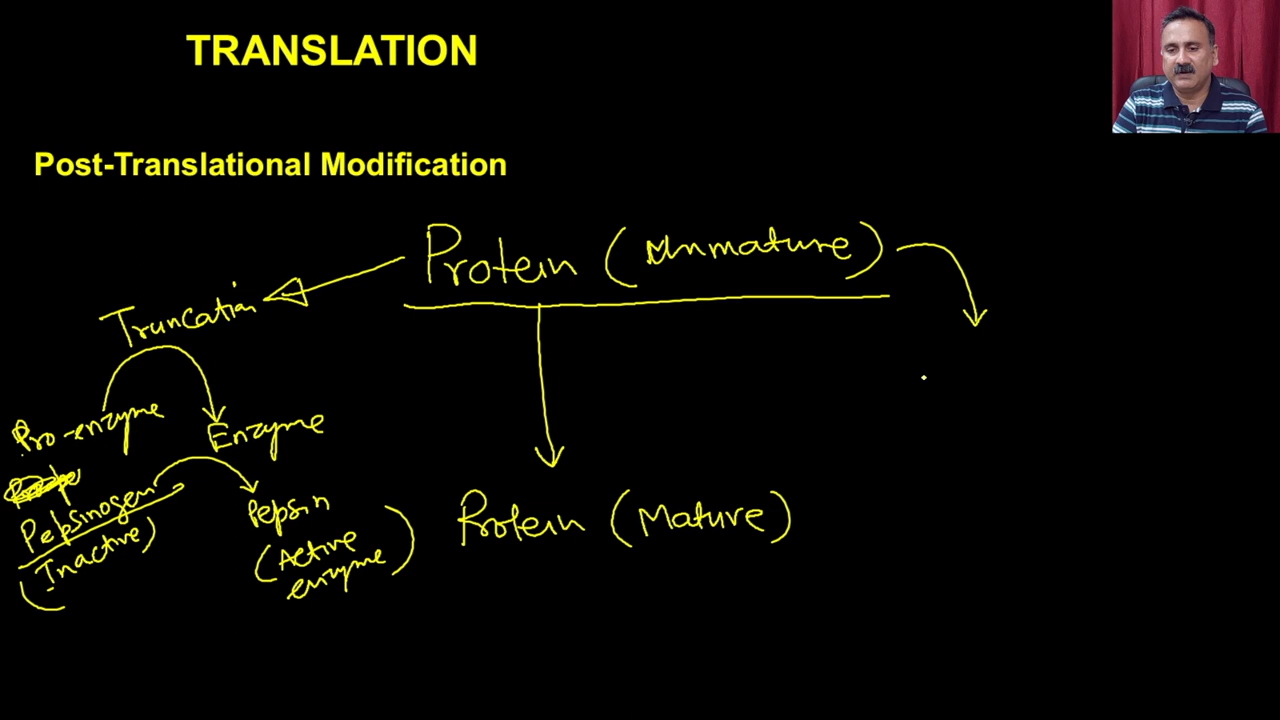 TRANSLATION
Post-Translational Modification
Protein (Unmature)
Truncation
Pro-enzyme
Enzyme
Pepsinogen
(Inactive)
Pepsin
(Active
enzyme)
Protein (Mature)